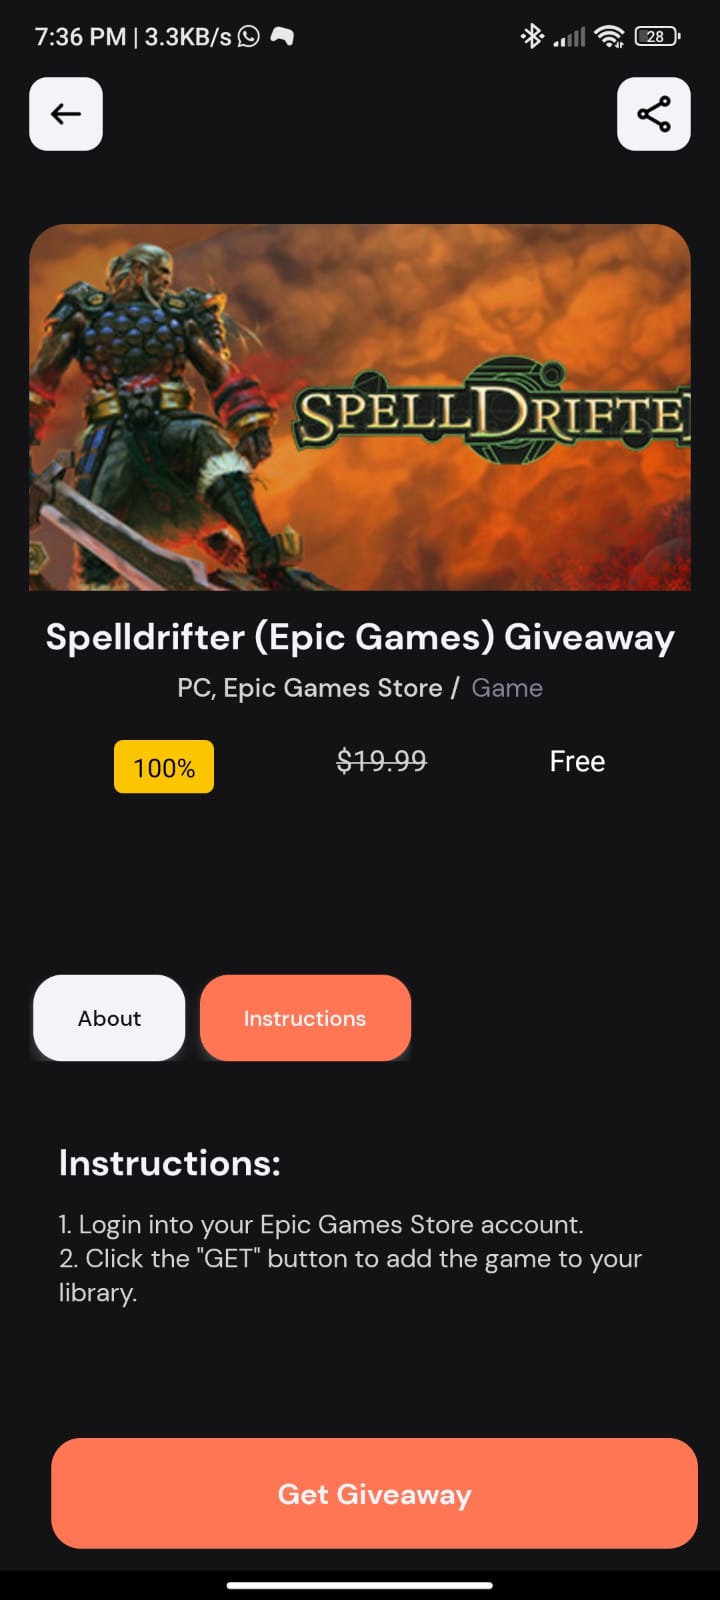 7:36 PM | 3.3KB/s
28
SPELLDRIFTE
Spelldrifter (Epic Games) Giveaway
PC, Epic Games Store / Game
100% $19.99 Free
About Instructions
Instructions:
1. Login into your Epic Games Store account.
2. Click the "GET" button to add the game to your
library.
Get Giveaway